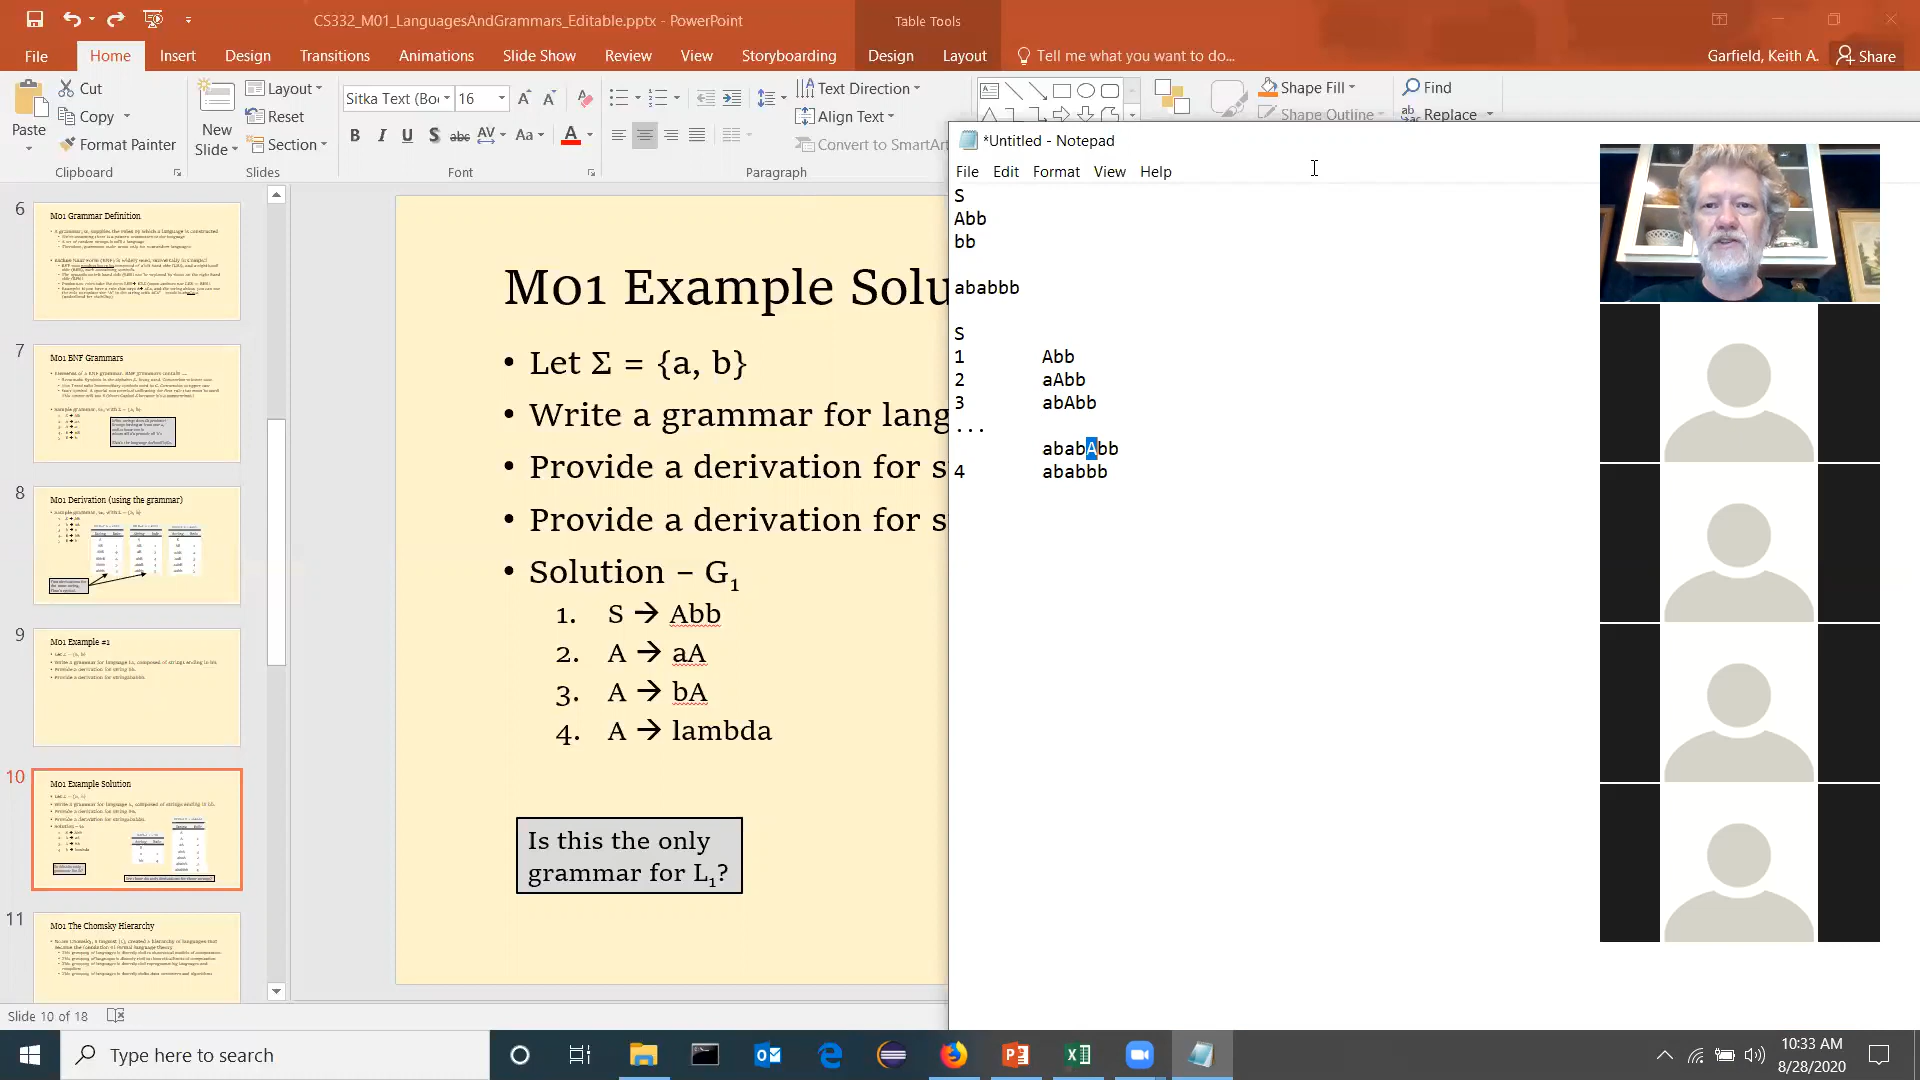 CS332_M01_LanguagesAndGrammars_Editable.pptx - PowerPoint
Table Tools
File Home Insert Design Transitions Animations Slide Show Review View Storyboarding Design Layout Tell me what you want to do... Garfield, Keith A. Share
Paste
Cut
Copy
Format Painter
Clipboard
New
Slide
Layout
Reset
Section
Slides
Sitka Text (Bo 16
B I U S abc AV Aa A
Font
Text Direction
Align Text
Convert to SmartArt
Paragraph
Shape Fill
Shape Outline
Find
Replace
6
M01 Grammar Definition
7
M01 BNF Grammars
8
M01 Derivation (using the grammar)
9
M01 Example #1
10
M01 Example Solution
11
M01 The Chomsky Hierarchy
M01 Example Solu
• Let Σ = {a, b}
• Write a grammar for lang
• Provide a derivation for s
• Provide a derivation for s
• Solution – G1
1. S → Abb
2. A → aA
3. A → bA
4. A → lambda
Is this the only
grammar for L1?
*Untitled - Notepad
File Edit Format View Help
S
Abb
bb
ababbb
S
1 Abb
2 aAbb
3 abAbb
...
ababAbb
4 ababbb
Slide 10 of 18
Type here to search
10:33 AM
8/28/2020